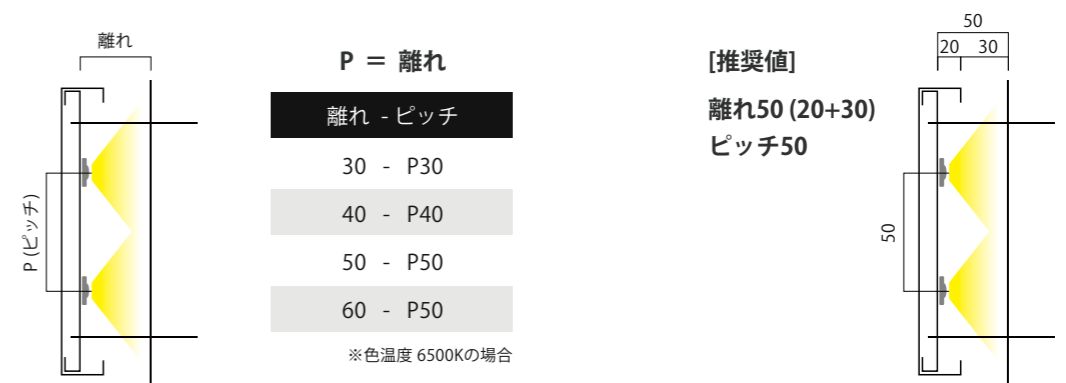 離れ
P (ピッチ)
P ＝ 離れ
離れ - ピッチ
30 - P30
40 - P40
50 - P50
60 - P50
※色温度 6500Kの場合
[推奨値]
離れ50 (20+30)
ピッチ50
50
20 30
50